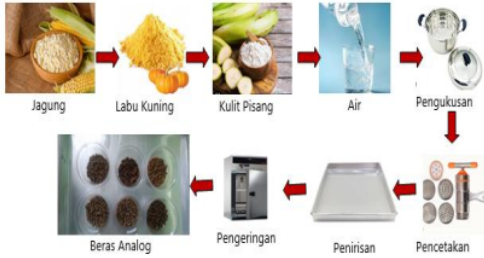 Jagung
Labu Kuning
Kulit Pisang
Air
Pengukusan
Beras Analog
Pengeringan
Penirisan
Pencetakan